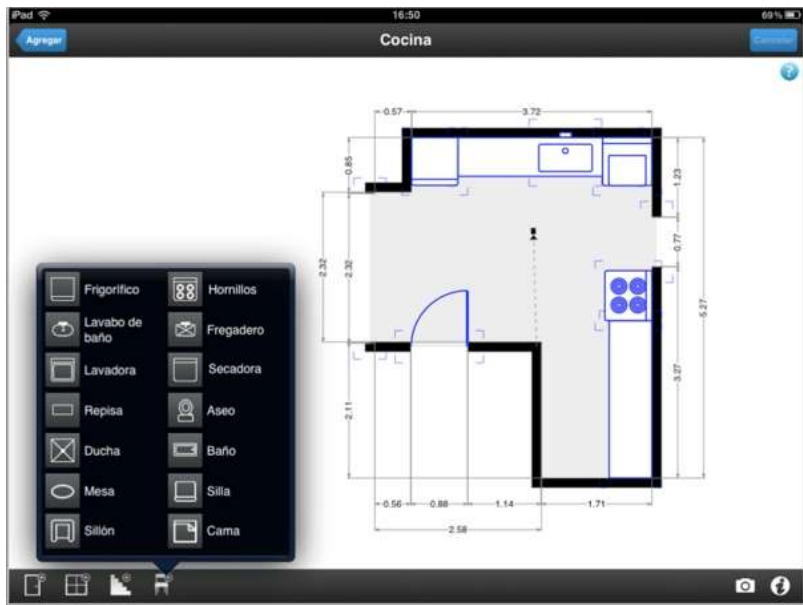 iPad 16:50 69%
Agregar Cocina Cancelar
?
0.57 3.72
0.85
1.23
2.32 2.32
0.77
5.27
3.27
2.11
0.56 0.88 1.14 1.71
2.58
Frigorífico Hornillos
Lavabo de
baño
Fregadero
Lavadora Secadora
Repisa Aseo
Ducha Baño
Mesa Silla
Sillón Cama